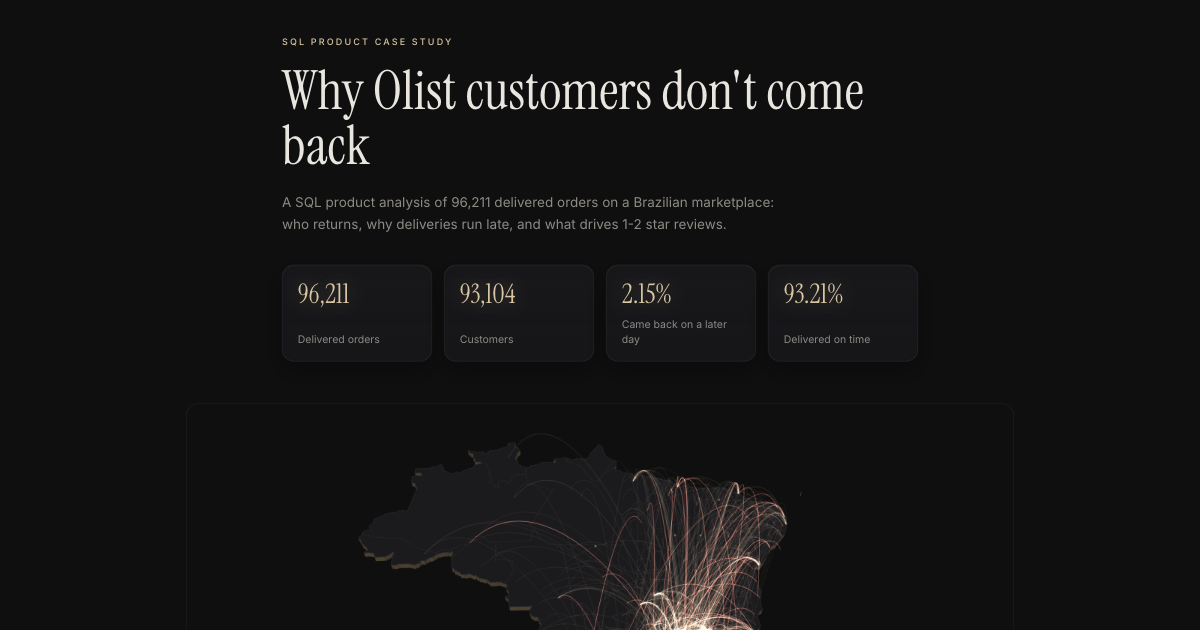 SQL PRODUCT CASE STUDY
Why Olist customers don't come
back
A SQL product analysis of 96,211 delivered orders on a Brazilian marketplace:
who returns, why deliveries run late, and what drives 1-2 star reviews.
96,211
Delivered orders
93,104
Customers
2.15%
Came back on a later
day
93.21%
Delivered on time